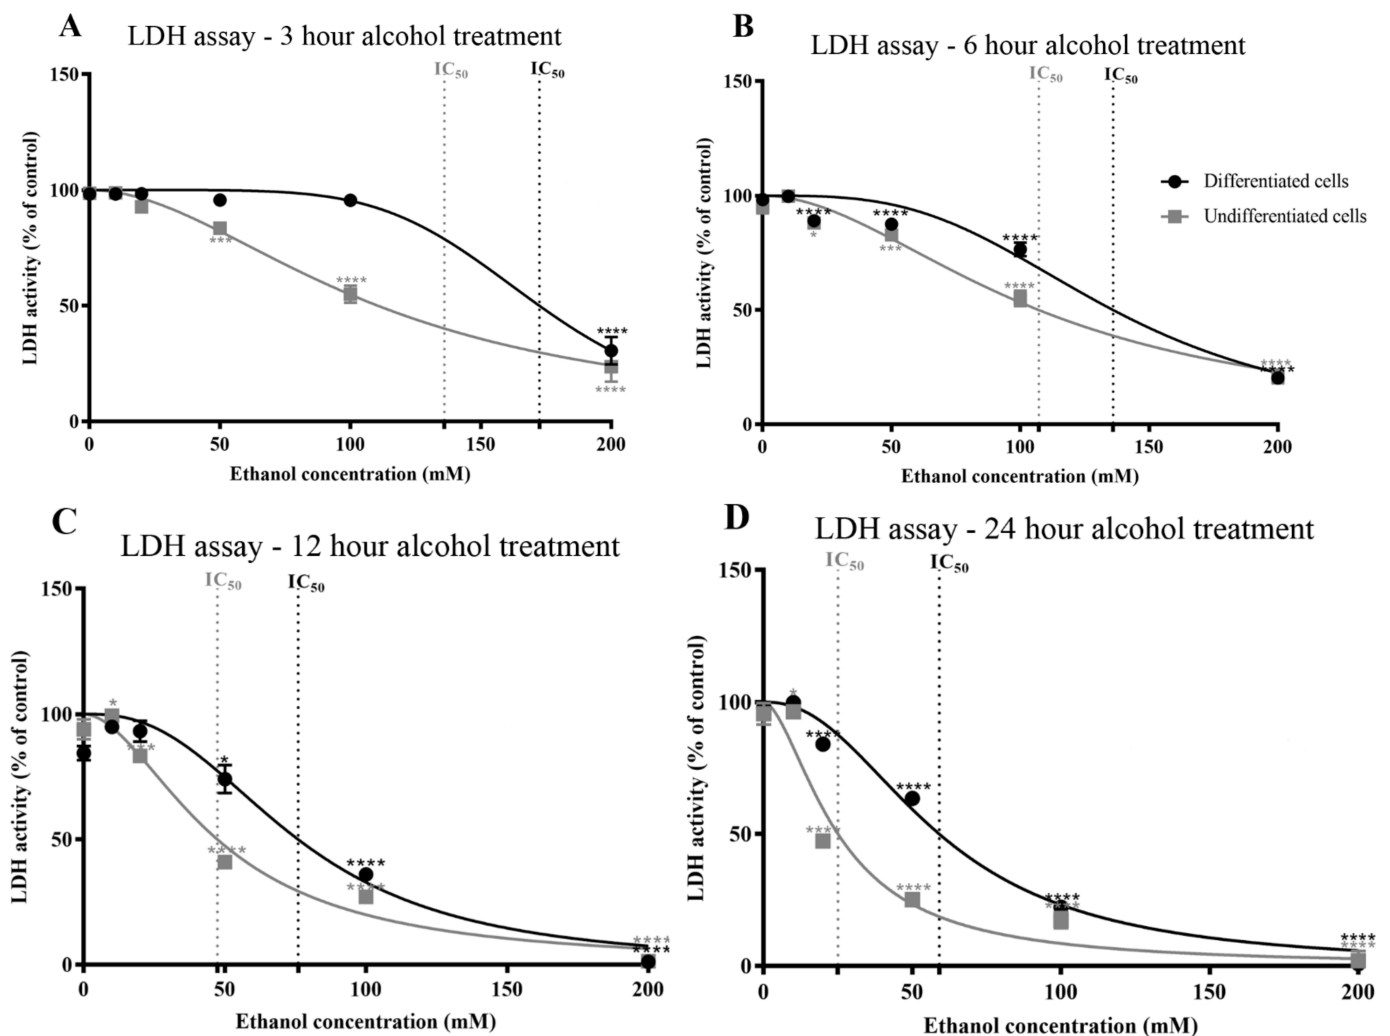 A
LDH assay - 3 hour alcohol treatment
IC50
IC50
150
100
50
0
LDH activity (% of control)
***
****
****
****
0
50
100
150
200
Ethanol concentration (mM)
B
LDH assay - 6 hour alcohol treatment
IC50
IC50
150
100
50
0
LDH activity (% of control)
****
*
****
***
****
****
****
****
0
50
100
150
200
Ethanol concentration (mM)
Differentiated cells
Undifferentiated cells
C
LDH assay - 12 hour alcohol treatment
IC50
IC50
150
100
50
0
LDH activity (% of control)
*
****
*
****
****
****
****
****
0
50
100
150
200
Ethanol concentration (mM)
D
LDH assay - 24 hour alcohol treatment
IC50
IC50
150
100
50
0
LDH activity (% of control)
*
****
****
****
****
****
****
****
****
0
50
100
150
200
Ethanol concentration (mM)